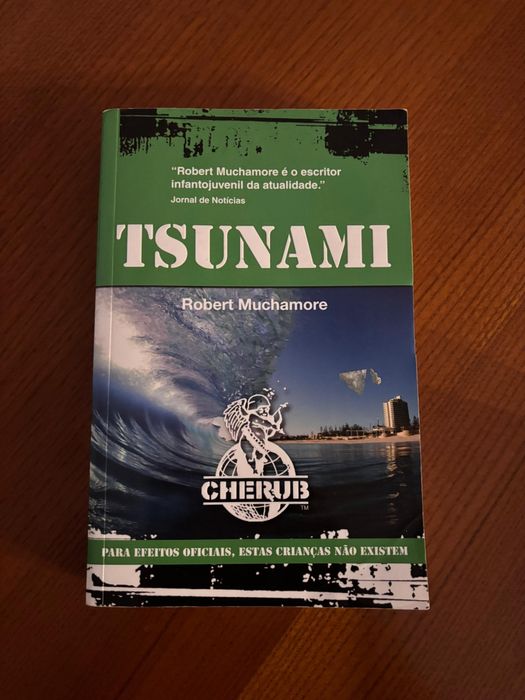 “Robert Muchamore é o escritor
infantojuvenil da atualidade.”
Jornal de Notícias
TSUNAMI
Robert Muchamore
CHERUB
TM
PARA EFEITOS OFICIAIS, ESTAS CRIANÇAS NÃO EXISTEM